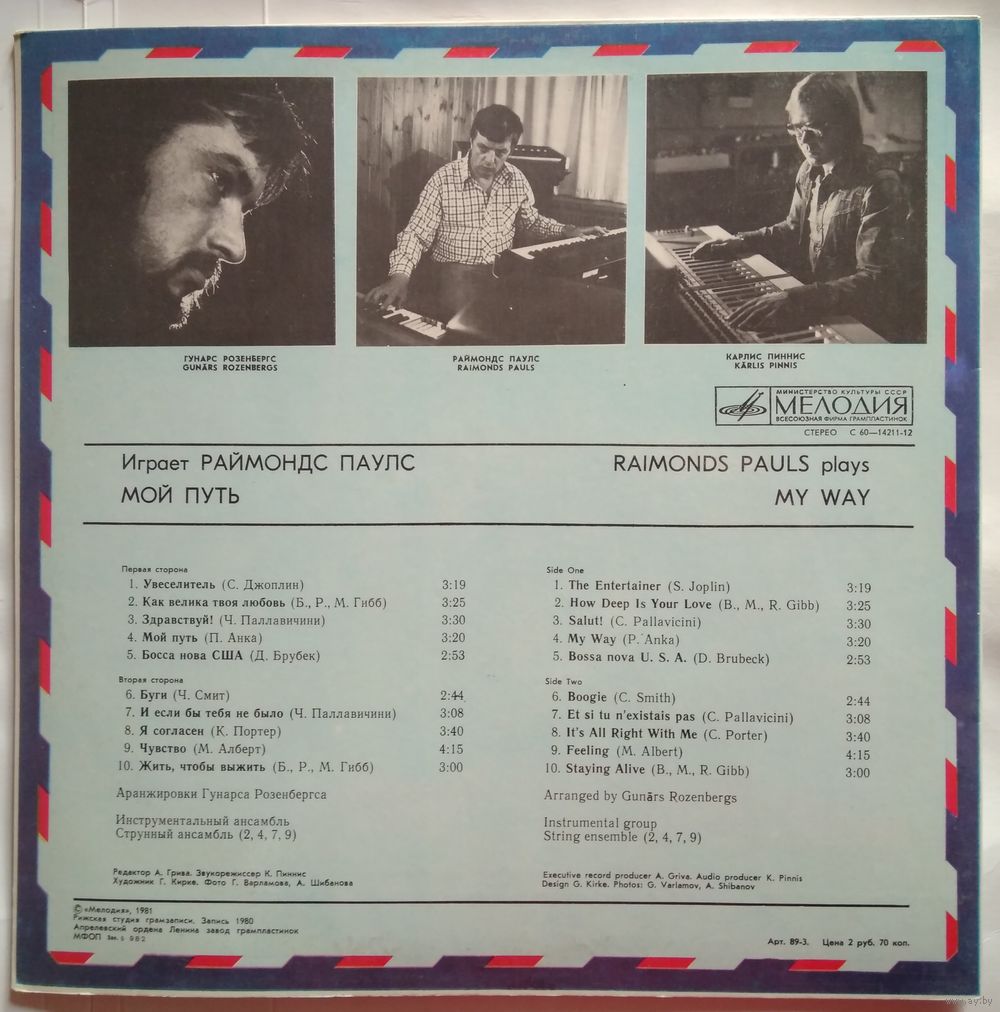 ГУНАРС РОЗЕНБЕРГС
GUNĀRS ROZENBERGS
РАЙМОНДС ПАУЛС
RAIMONDS PAULS
КАРЛИС ПИННИС
KĀRLIS PINNIS
МИНИСТЕРСТВО КУЛЬТУРЫ СССР
МЕЛОДИЯ
ВСЕСОЮЗНАЯ ФИРМА ГРАМПЛАСТИНОК
СТЕРЕО С 60—14211-12
Играет РАЙМОНДС ПАУЛС
МОЙ ПУТЬ
RAIMONDS PAULS plays
MY WAY
Первая сторона
1. Увеселитель (С. Джоплин) 3:19
2. Как велика твоя любовь (Б., Р., М. Гибб) 3:25
3. Здравствуй! (Ч. Паллавичини) 3:30
4. Мой путь (П. Анка) 3:20
5. Босса нова США (Д. Брубек) 2:53
Вторая сторона
6. Буги (Ч. Смит) 2:44
7. И если бы тебя не было (Ч. Паллавичини) 3:08
8. Я согласен (К. Портер) 3:40
9. Чувство (М. Алберт) 4:15
10. Жить, чтобы выжить (Б., Р., М. Гибб) 3:00
Аранжировки Гунарса Розенбергса
Инструментальный ансамбль
Струнный ансамбль (2, 4, 7, 9)
Редактор А. Грива. Звукорежиссер К. Пиннис
Художник Г. Кирке. Фото Г. Варламова, А. Шибанова
Side One
1. The Entertainer (S. Joplin) 3:19
2. How Deep Is Your Love (B., M., R. Gibb) 3:25
3. Salut! (C. Pallavicini) 3:30
4. My Way (P. Anka) 3:20
5. Bossa nova U. S. A. (D. Brubeck) 2:53
Side Two
6. Boogie (C. Smith) 2:44
7. Et si tu n'existais pas (C. Pallavicini) 3:08
8. It's All Right With Me (C. Porter) 3:40
9. Feeling (M. Albert) 4:15
10. Staying Alive (B., M., R. Gibb) 3:00
Arranged by Gunārs Rozenbergs
Instrumental group
String ensemble (2, 4, 7, 9)
Executive record producer A. Griva. Audio producer K. Pinnis
Design G. Kirke. Photos: G. Varlamov, A. Shibanov
© «Мелодия», 1981
Рижская студия грамзаписи. Запись 1980
Апрелевский ордена Ленина завод грампластинок
МФОП Зак. 5 982
Арт. 89-3. Цена 2 руб. 70 коп.
www.ay.by